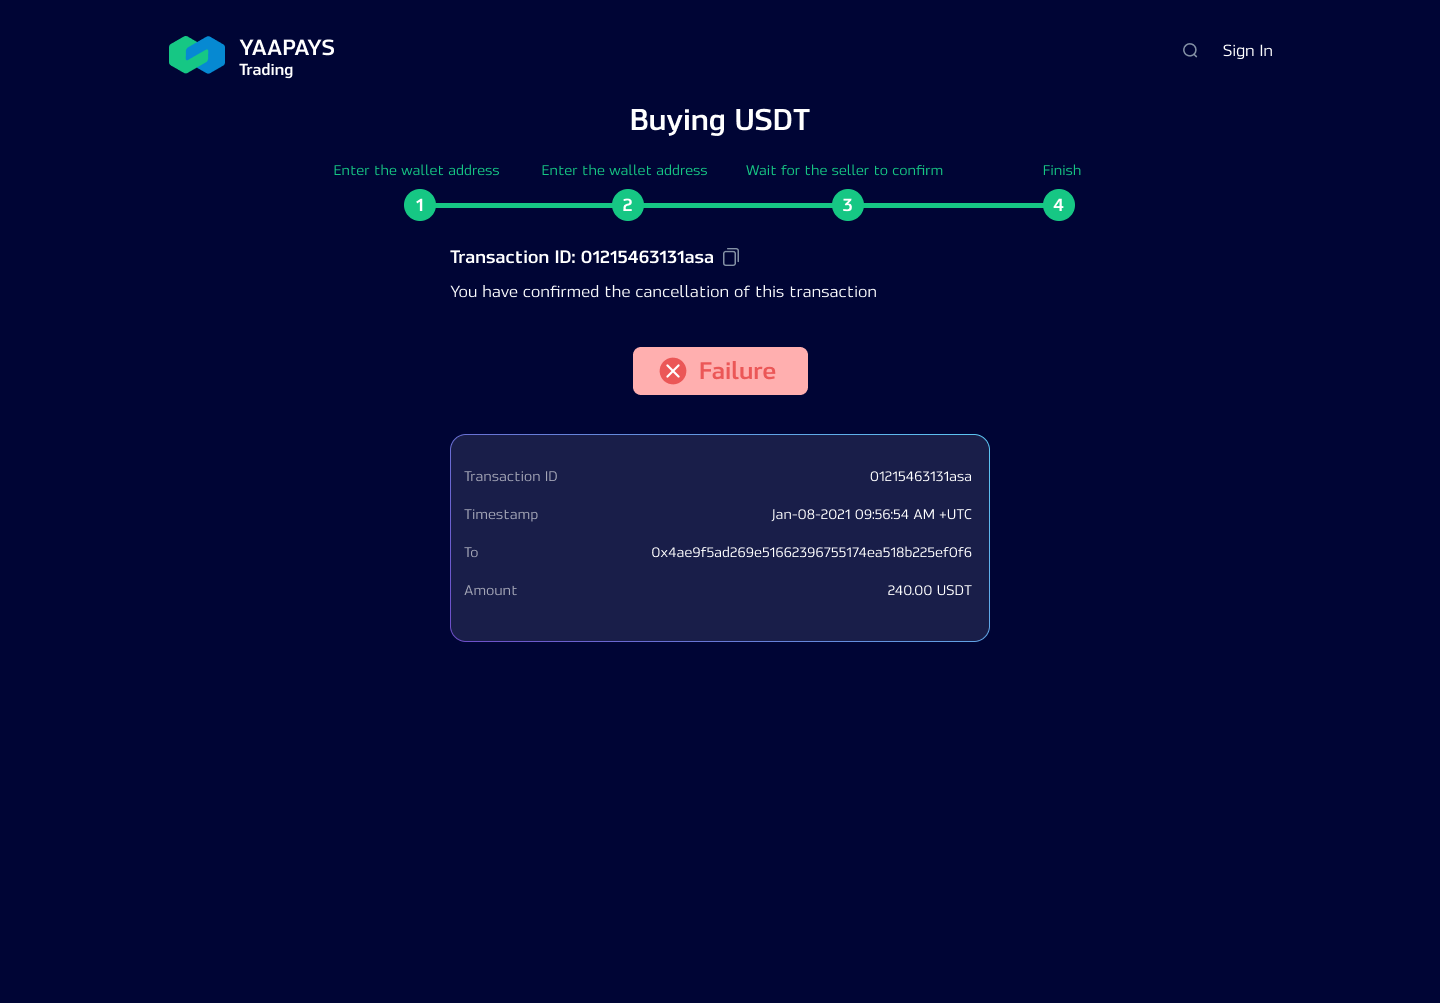 YAAPAYS
Trading
Sign In
Buying USDT
Enter the wallet address
Enter the wallet address
Wait for the seller to confirm
Finish
1
2
3
4
Transaction ID: 01215463131asa
You have confirmed the cancellation of this transaction
Failure
Transaction ID 01215463131asa
Timestamp Jan-08-2021 09:56:54 AM +UTC
To 0x4ae9f5ad269e51662396755174ea518b225ef0f6
Amount 240.00 USDT